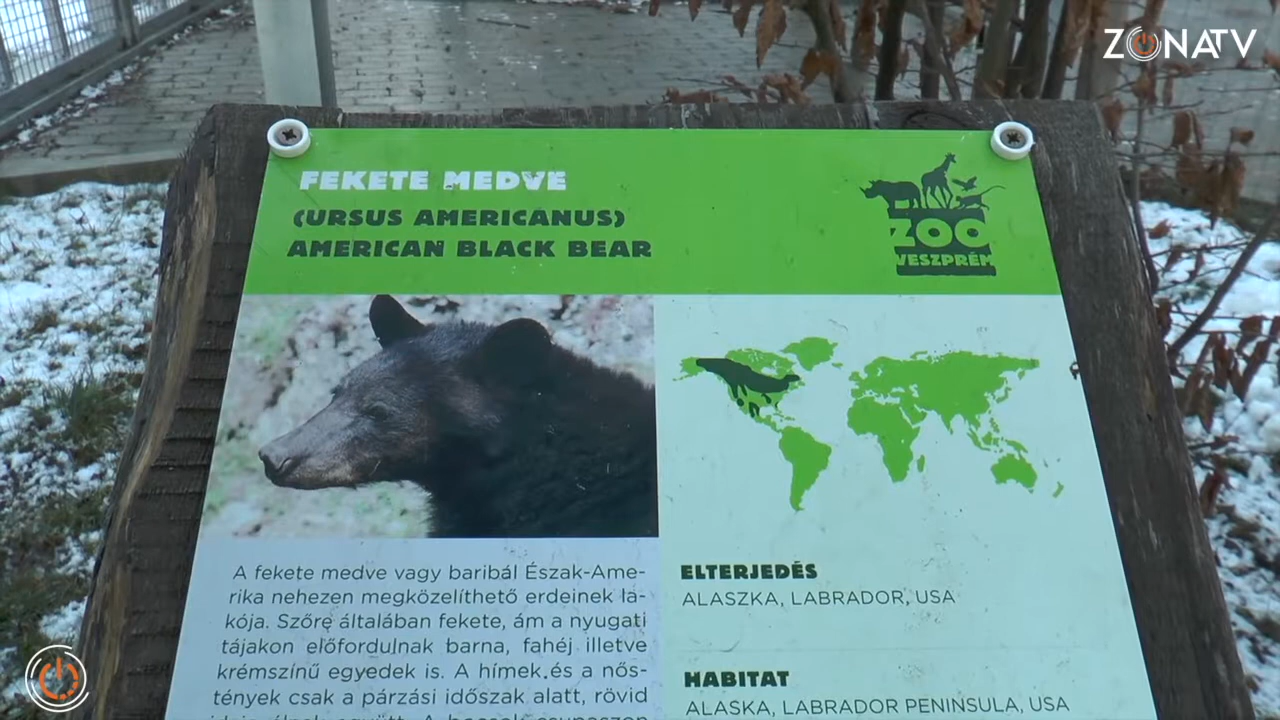 ZONATV
FEKETE MEDVE
(URSUS AMERICANUS)
AMERICAN BLACK BEAR
ZOO
VESZPRÉM
A fekete medve vagy baribál Észak-Ame-
rika nehezen megközelíthető erdeinek la-
kója. Szőre általában fekete, ám a nyugati
tájakon előfordulnak barna, fahéj illetve
krémszínű egyedek is. A hímek és a nős-
tények csak a párzási időszak alatt, rövid
ELTERJEDÉS
ALASZKA, LABRADOR, USA
HABITAT
ALASKA, LABRADOR PENINSULA, USA